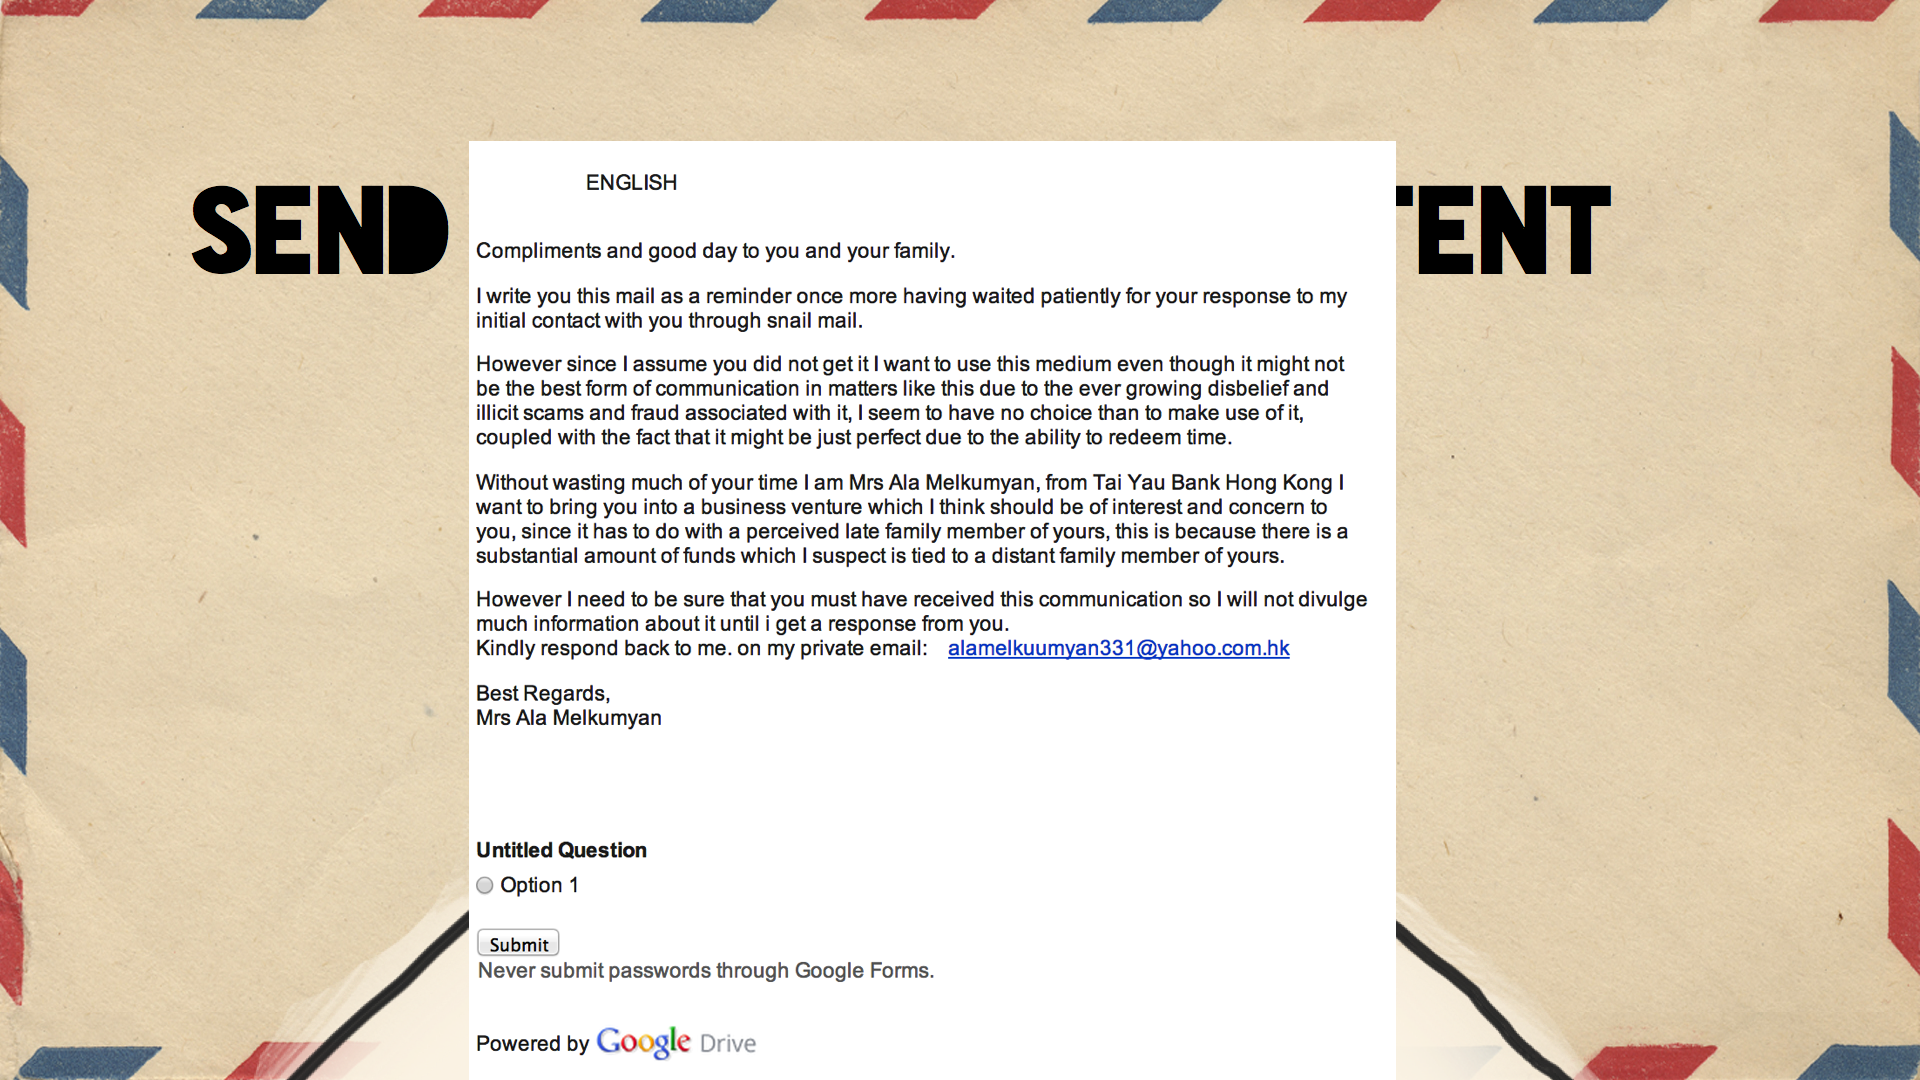 SEND
TENT
ENGLISH
Compliments and good day to you and your family.
I write you this mail as a reminder once more having waited patiently for your response to my
initial contact with you through snail mail.
However since I assume you did not get it I want to use this medium even though it might not
be the best form of communication in matters like this due to the ever growing disbelief and
illicit scams and fraud associated with it, I seem to have no choice than to make use of it,
coupled with the fact that it might be just perfect due to the ability to redeem time.
Without wasting much of your time I am Mrs Ala Melkumyan, from Tai Yau Bank Hong Kong I
want to bring you into a business venture which I think should be of interest and concern to
you, since it has to do with a perceived late family member of yours, this is because there is a
substantial amount of funds which I suspect is tied to a distant family member of yours.
However I need to be sure that you must have received this communication so I will not divulge
much information about it until i get a response from you.
Kindly respond back to me. on my private email: alamelkuumyan331@yahoo.com.hk
Best Regards,
Mrs Ala Melkumyan
Untitled Question
Option 1
Submit
Never submit passwords through Google Forms.
Powered by Google Drive